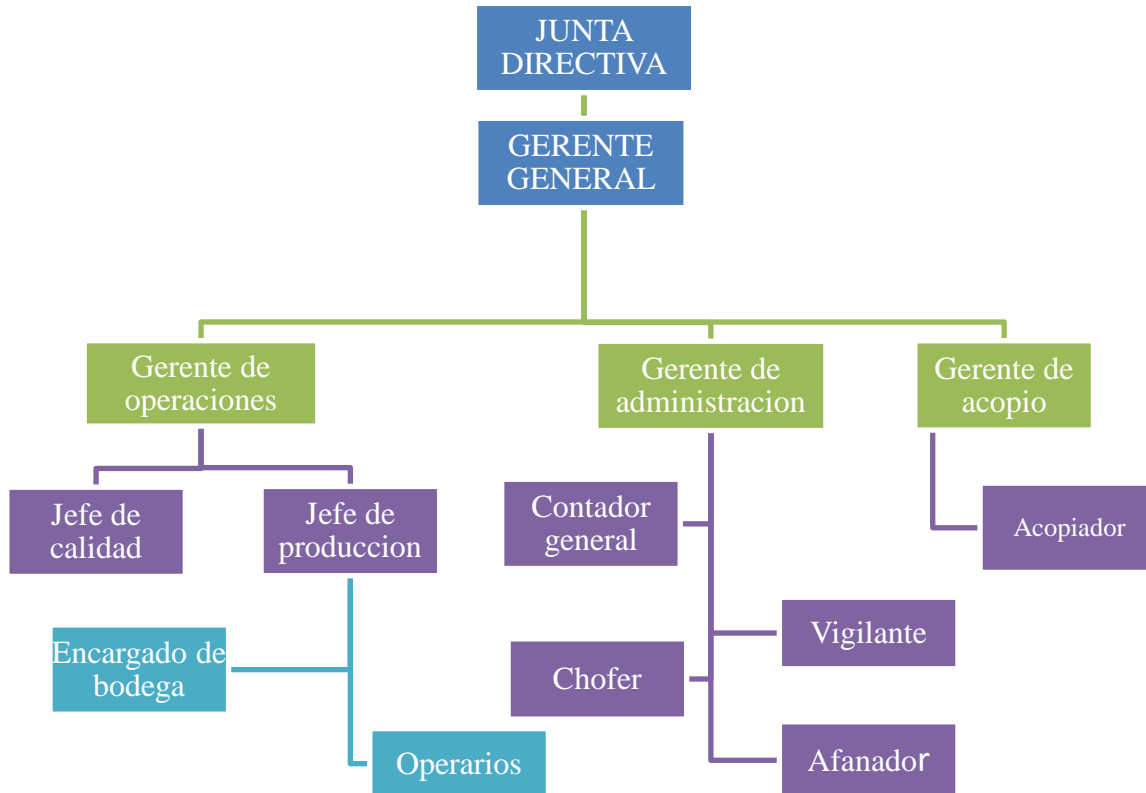 JUNTA
DIRECTIVA
GERENTE
GENERAL
Gerente de
operaciones
Gerente de
administracion
Gerente de
acopio
Jefe de
calidad
Jefe de
produccion
Contador
general
Acopiador
Encargado de
bodega
Vigilante
Chofer
Operarios
Afanador